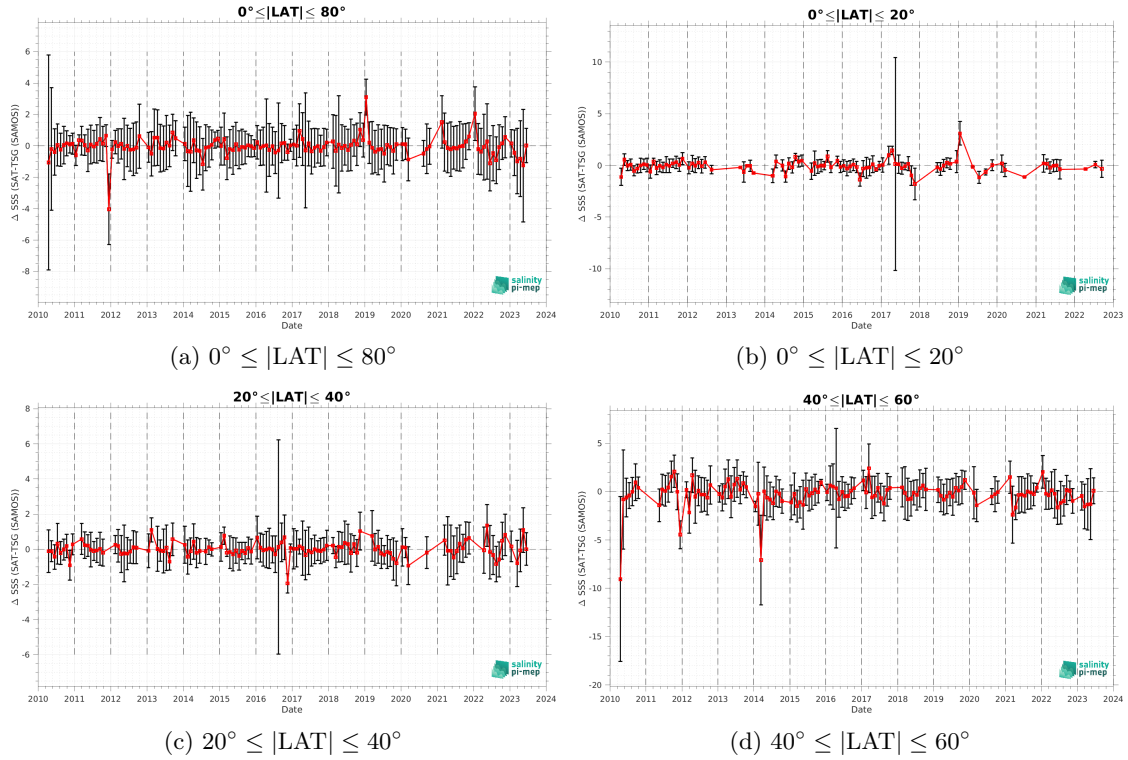 0°≤|LAT|≤ 80°
Δ SSS (SAT-TSG (SAMOS))
6
4
2
0
-2
-4
-6
-8
2010 2011 2012 2013 2014 2015 2016 2017 2018 2019 2020 2021 2022 2023 2024
Date
salinity
pi-mep
(a) 0° ≤ |LAT| ≤ 80°
0°≤|LAT|≤ 20°
Δ SSS (SAT-TSG (SAMOS))
10
5
0
-5
-10
2010 2011 2012 2013 2014 2015 2016 2017 2018 2019 2020 2021 2022 2023
Date
salinity
pi-mep
(b) 0° ≤ |LAT| ≤ 20°
20°≤|LAT|≤ 40°
Δ SSS (SAT-TSG (SAMOS))
8
6
4
2
0
-2
-4
-6
2010 2011 2012 2013 2014 2015 2016 2017 2018 2019 2020 2021 2022 2023 2024
Date
salinity
pi-mep
(c) 20° ≤ |LAT| ≤ 40°
40°≤|LAT|≤ 60°
Δ SSS (SAT-TSG (SAMOS))
5
0
-5
-10
-15
-20
2010 2011 2012 2013 2014 2015 2016 2017 2018 2019 2020 2021 2022 2023 2024
Date
salinity
pi-mep
(d) 40° ≤ |LAT| ≤ 60°